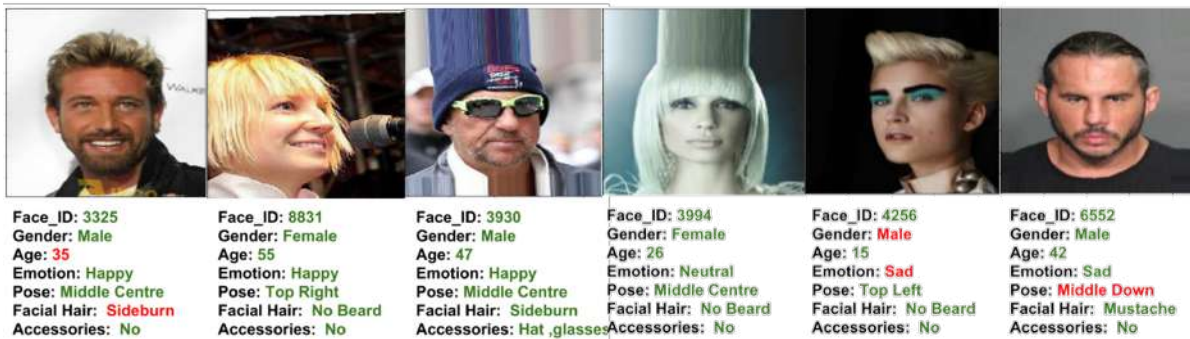 WALKE
Face_ID: 3325
Gender: Male
Age: 35
Emotion: Happy
Pose: Middle Centre
Facial Hair: Sideburn
Accessories: No
Face_ID: 8831
Gender: Female
Age: 55
Emotion: Happy
Pose: Top Right
Facial Hair: No Beard
Accessories: No
Face_ID: 3930
Gender: Male
Age: 47
Emotion: Happy
Pose: Middle Centre
Facial Hair: Sideburn
Accessories: Hat ,glasses
Face_ID: 3994
Gender: Female
Age: 26
Emotion: Neutral
Pose: Middle Centre
Facial Hair: No Beard
Accessories: No
Face_ID: 4256
Gender: Male
Age: 15
Emotion: Sad
Pose: Top Left
Facial Hair: No Beard
Accessories: No
Face_ID: 6552
Gender: Male
Age: 42
Emotion: Sad
Pose: Middle Down
Facial Hair: Mustache
Accessories: No